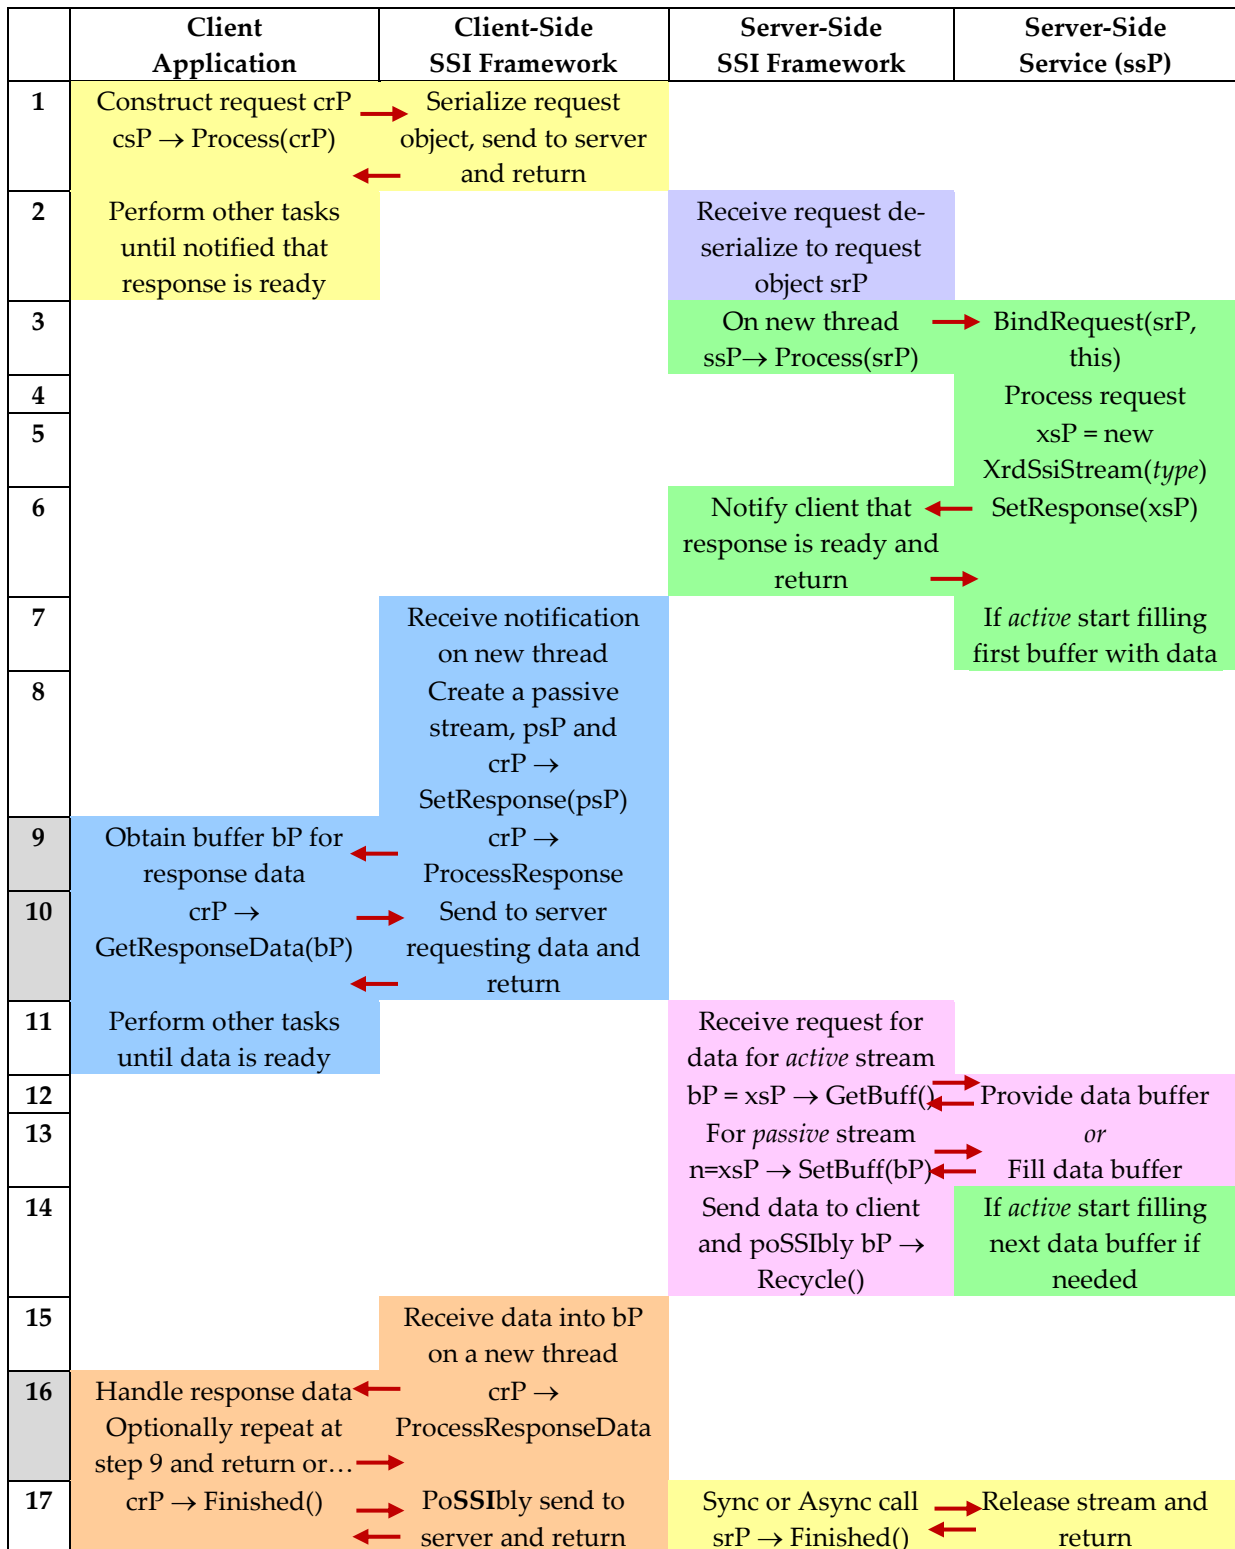 Client Application
Client-Side SSI Framework
Server-Side SSI Framework
Server-Side Service (ssP)
1
Construct request crP
csP → Process(crP)
Serialize request
object, send to server
and return
2
Perform other tasks
until notified that
response is ready
Receive request de-
serialize to request
object srP
3
On new thread
ssP→ Process(srP)
BindRequest(srP,
this)
4
Process request
5
xsP = new
XrdSsiStream(type)
6
Notify client that
response is ready and
return
SetResponse(xsP)
7
Receive notification
on new thread
If active start filling
first buffer with data
8
Create a passive
stream, psP and
crP →
SetResponse(psP)
9
Obtain buffer bP for
response data
crP →
ProcessResponse
10
crP →
GetResponseData(bP)
Send to server
requesting data and
return
11
Perform other tasks
until data is ready
Receive request for
data for active stream
12
bP = xsP → GetBuff()
Provide data buffer
13
For passive stream
n=xsP → SetBuff(bP)
or
Fill data buffer
14
Send data to client
and poSSIbly bP →
Recycle()
If active start filling
next data buffer if
needed
15
Receive data into bP
on a new thread
16
Handle response data
Optionally repeat at
step 9 and return or…
crP →
ProcessResponseData
17
crP → Finished()
PoSSIbly send to
server and return
Sync or Async call
srP → Finished()
Release stream and
return